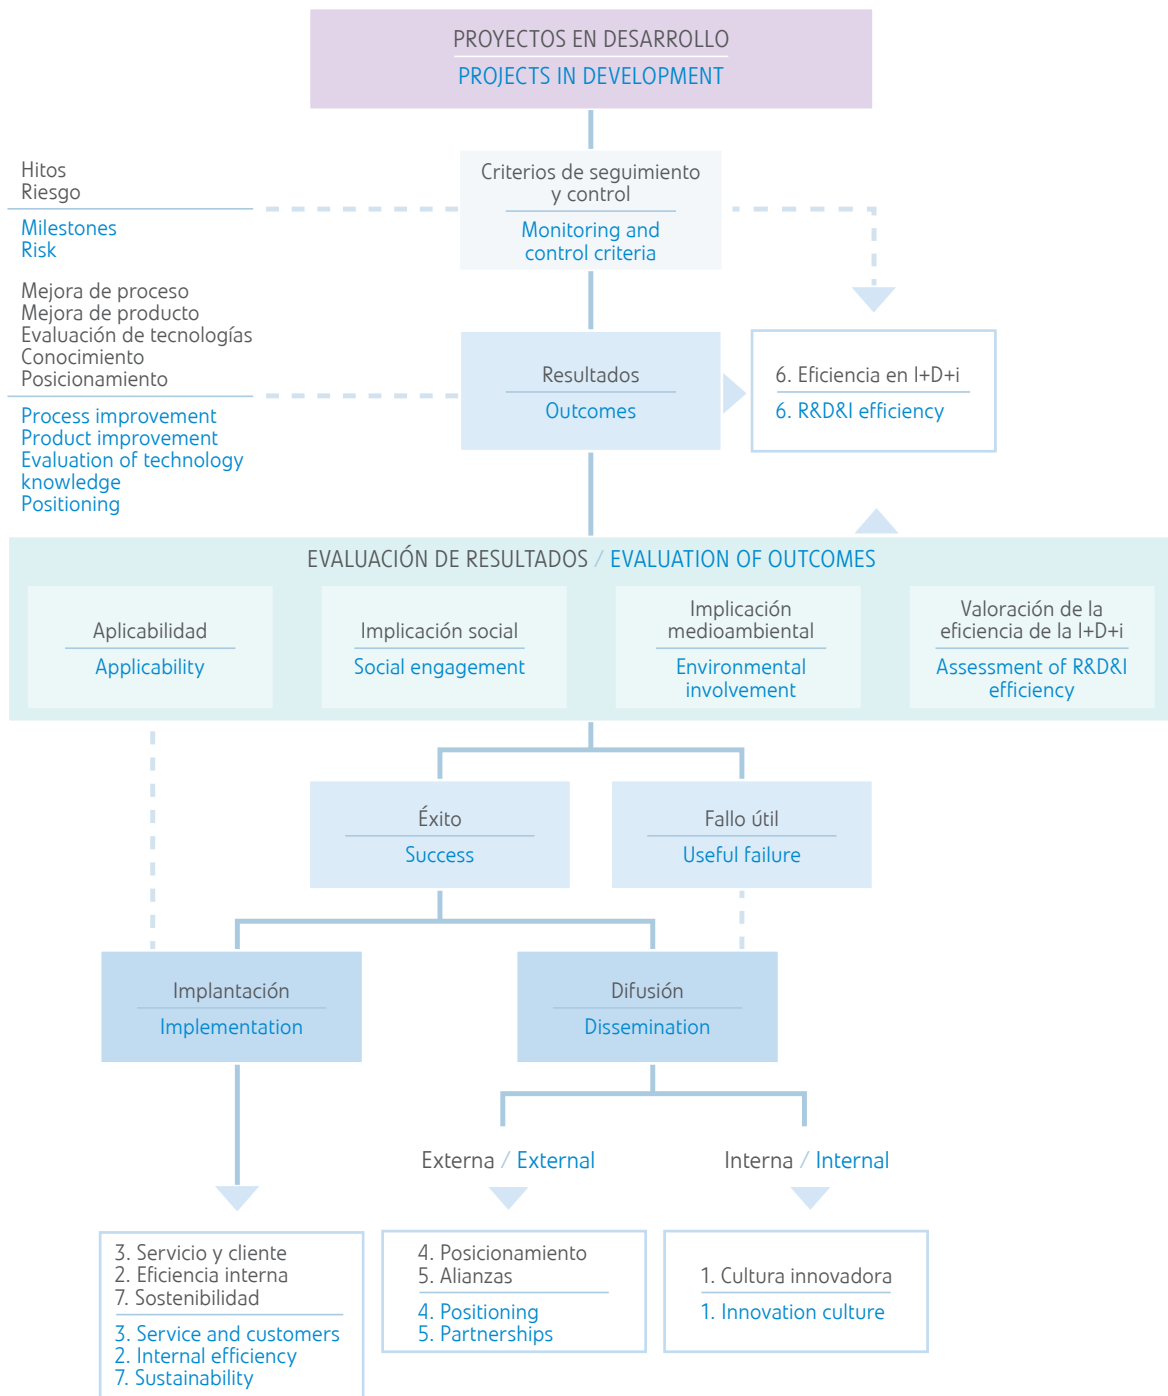 PROYECTOS EN DESARROLLO
PROJECTS IN DEVELOPMENT
Hitos
Riesgo
Milestones
Risk
Criterios de seguimiento
y control
Monitoring and
control criteria
Mejora de proceso
Mejora de producto
Evaluación de tecnologías
Conocimiento
Posicionamiento
Process improvement
Product improvement
Evaluation of technology
knowledge
Positioning
Resultados
Outcomes
6. Eficiencia en I+D+i
6. R&D&I efficiency
EVALUACIÓN DE RESULTADOS / EVALUATION OF OUTCOMES
Aplicabilidad
Applicability
Implicación social
Social engagement
Implicación
medioambiental
Environmental
involvement
Valoración de la
eficiencia de la I+D+i
Assessment of R&D&I
efficiency
Éxito
Success
Fallo útil
Useful failure
Implantación
Implementation
Difusión
Dissemination
Externa / External
Interna / Internal
3. Servicio y cliente
2. Eficiencia interna
7. Sostenibilidad
3. Service and customers
2. Internal efficiency
7. Sustainability
4. Posicionamiento
5. Alianzas
4. Positioning
5. Partnerships
1. Cultura innovadora
1. Innovation culture